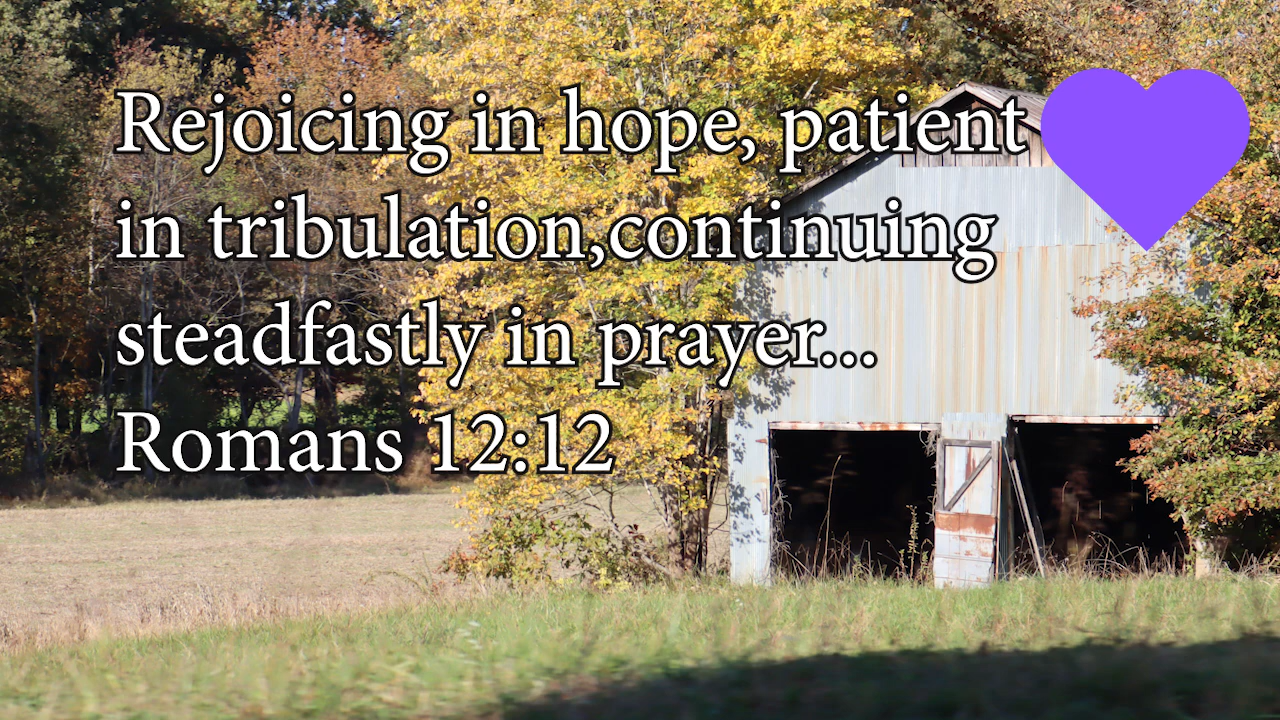 Rejoicing in hope, patient
in tribulation,continuing
steadfastly in prayer...
Romans 12:12